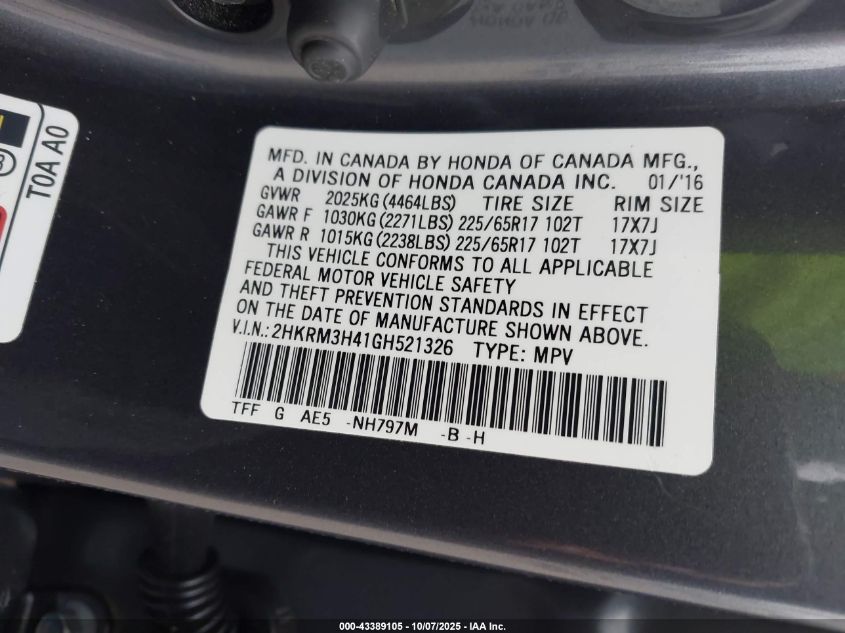 T0A A0
MFD. IN CANADA BY HONDA OF CANADA MFG.,
A DIVISION OF HONDA CANADA INC. 01/'16
GVWR 2025KG (4464LBS) TIRE SIZE RIM SIZE
GAWR F 1030KG (2271LBS) 225/65R17 102T 17X7J
GAWR R 1015KG (2238LBS) 225/65R17 102T 17X7J
THIS VEHICLE CONFORMS TO ALL APPLICABLE
FEDERAL MOTOR VEHICLE SAFETY
AND THEFT PREVENTION STANDARDS IN EFFECT
ON THE DATE OF MANUFACTURE SHOWN ABOVE.
V.I.N.: 2HKRM3H41GH521326 TYPE: MPV
TFF G AE5 -NH797M -B -H
000-43389105 - 10/07/2025 - IAA Inc.